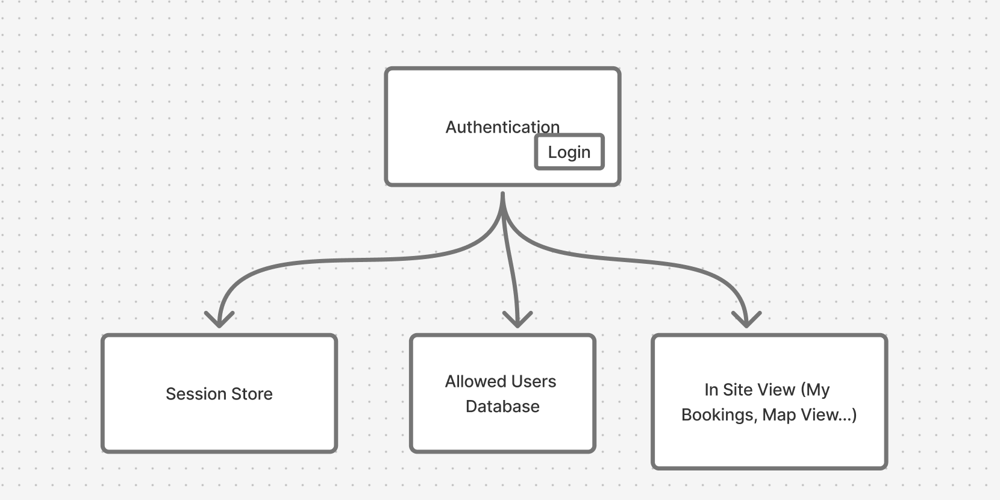 Authentication
Login
Session Store
Allowed Users
Database
In Site View (My
Bookings, Map View...)